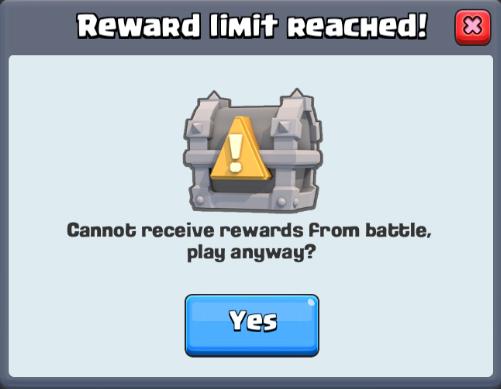 Reward limit reached!
Cannot receive rewards from battle,
play anyway?
Yes